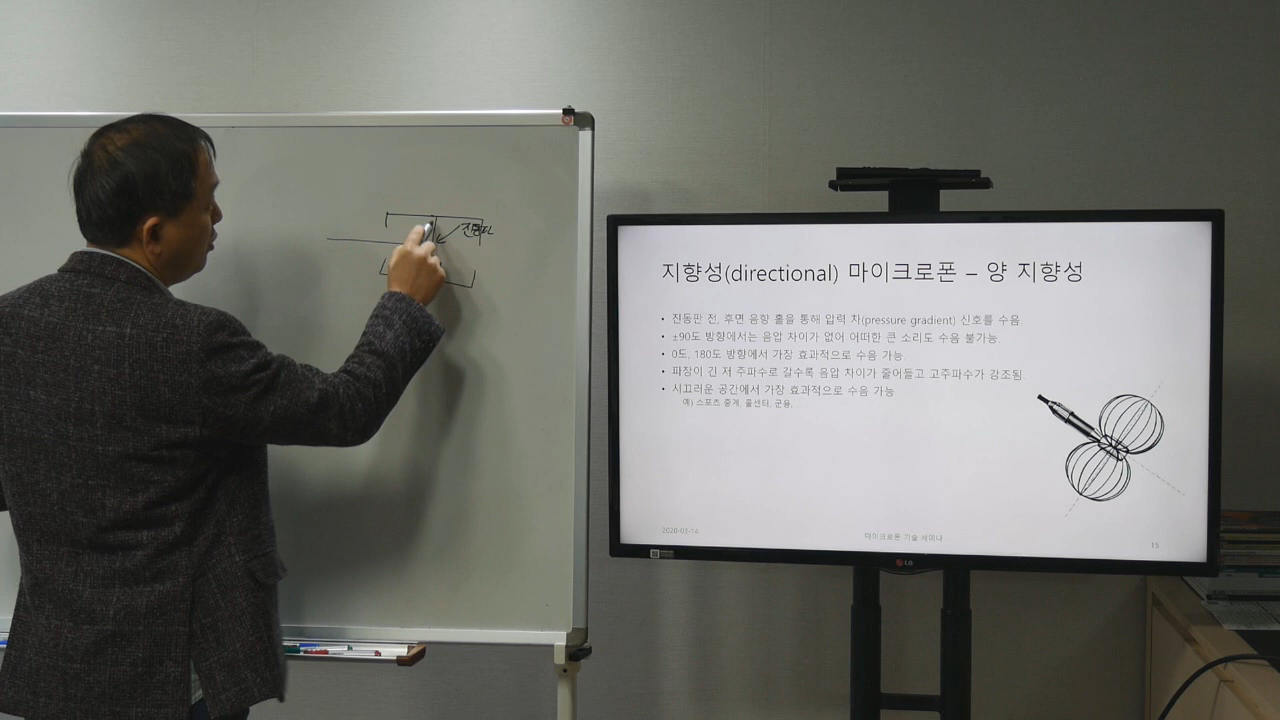 진동판
지향성(directional) 마이크로폰 – 양 지향성
• 진동판 전, 후면 음향 홀을 통해 압력 차(pressure gradient) 신호를 수음
• ±90도 방향에서는 음압 차이가 없어 어떠한 큰 소리도 수음 불가능.
• 0도, 180도 방향에서 가장 효과적으로 수음 가능.
• 파장이 긴 저 주파수로 갈수록 음압 차이가 줄어들고 고주파수가 감조됨
• 시끄러운 공간에서 가장 효과적으로 수음 가능
예) 스포츠 중계, 콜센터, 군용,
2020-03-14
마이크로폰 기술 세미나
15
LG